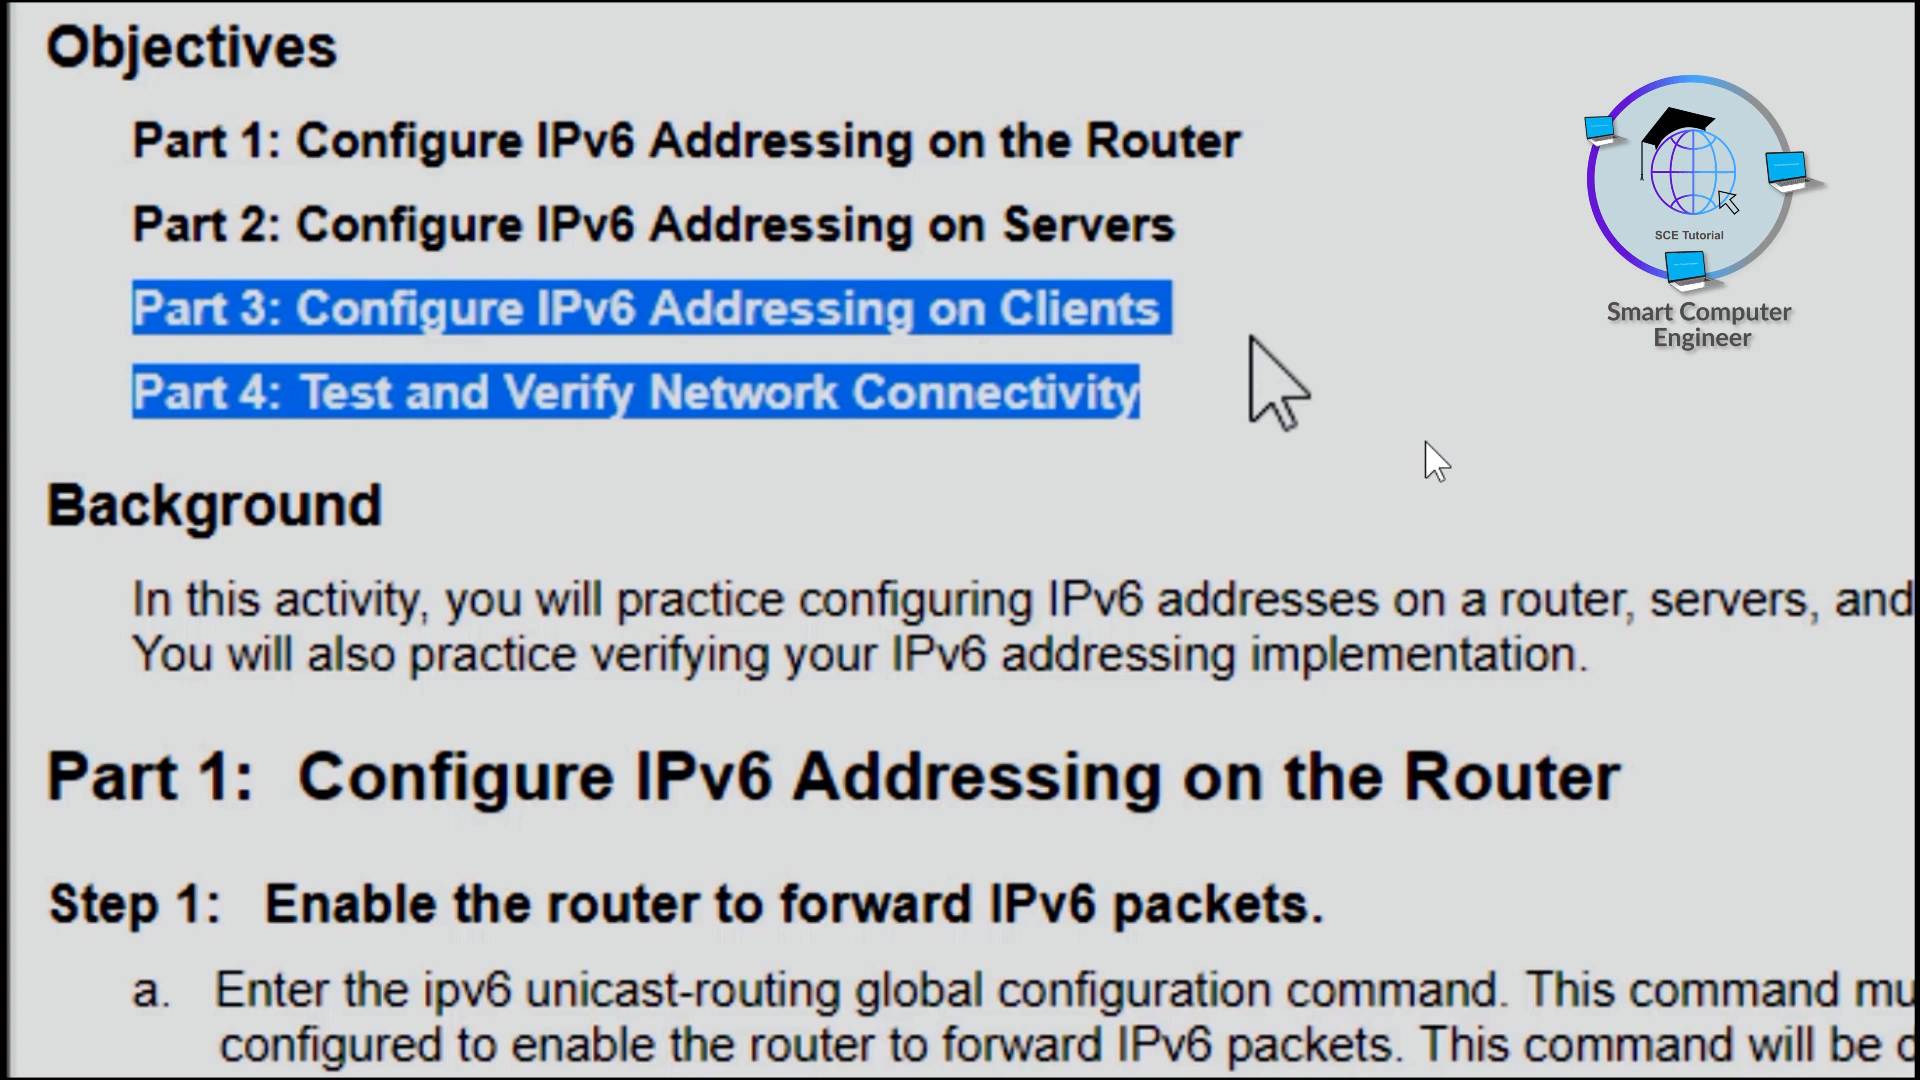 Objectives
Part 1: Configure IPv6 Addressing on the Router
Part 2: Configure IPv6 Addressing on Servers
Part 3: Configure IPv6 Addressing on Clients
Part 4: Test and Verify Network Connectivity
SCE Tutorial
Smart Computer
Engineer
Background
In this activity, you will practice configuring IPv6 addresses on a router, servers, and
You will also practice verifying your IPv6 addressing implementation.
Part 1: Configure IPv6 Addressing on the Router
Step 1: Enable the router to forward IPv6 packets.
a. Enter the ipv6 unicast-routing global configuration command. This command
configured to enable the router to forward IPv6 packets. This command will be